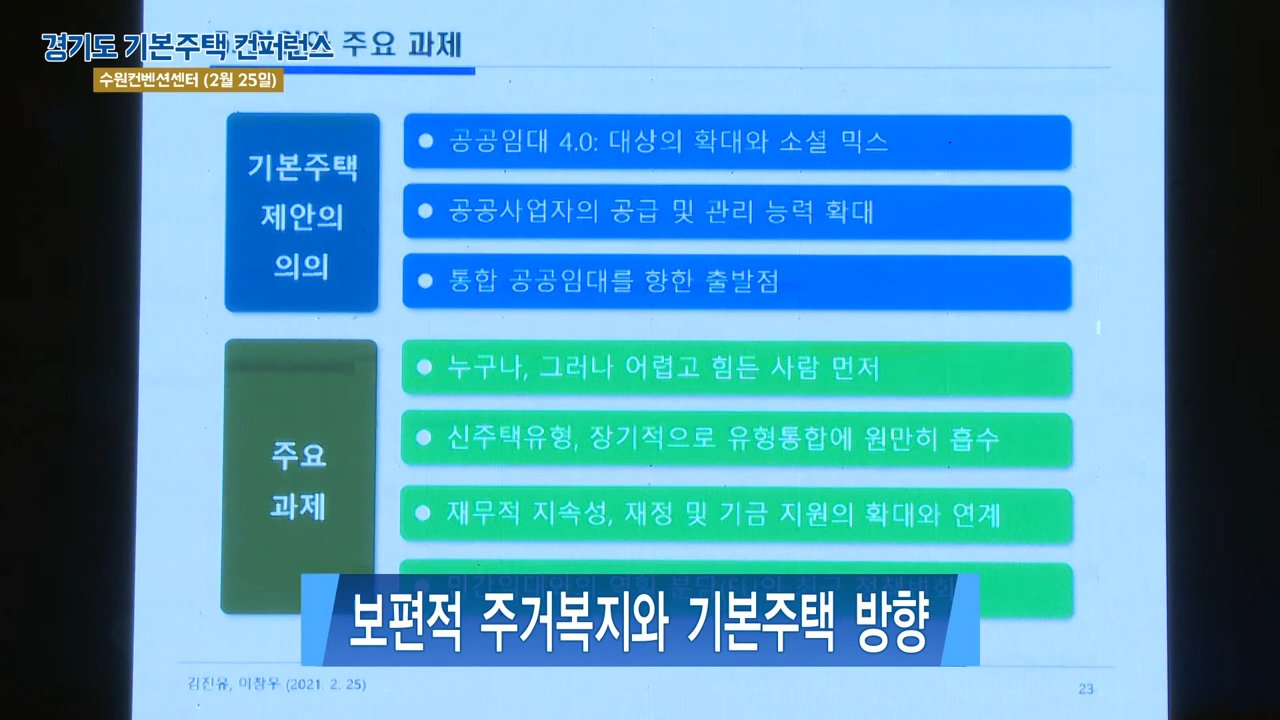 경기도 기본주택 컨퍼런스
주요 과제
수원컨벤션센터 (2월 25일)
기본주택
제안의
의의
공공임대 4.0: 대상의 확대와 소셜 믹스
공공사업자의 공급 및 관리 능력 확대
통합 공공임대를 향한 출발점
주요
과제
누구나, 그러나 어렵고 힘든 사람 먼저
신주택유형, 장기적으로 유형통합에 원만히 흡수
재무적 지속성, 재정 및 기금 지원의 확대와 연계
보편적 주거복지와 기본주택 방향
김진유, 이창우 (2021. 2. 25)
23